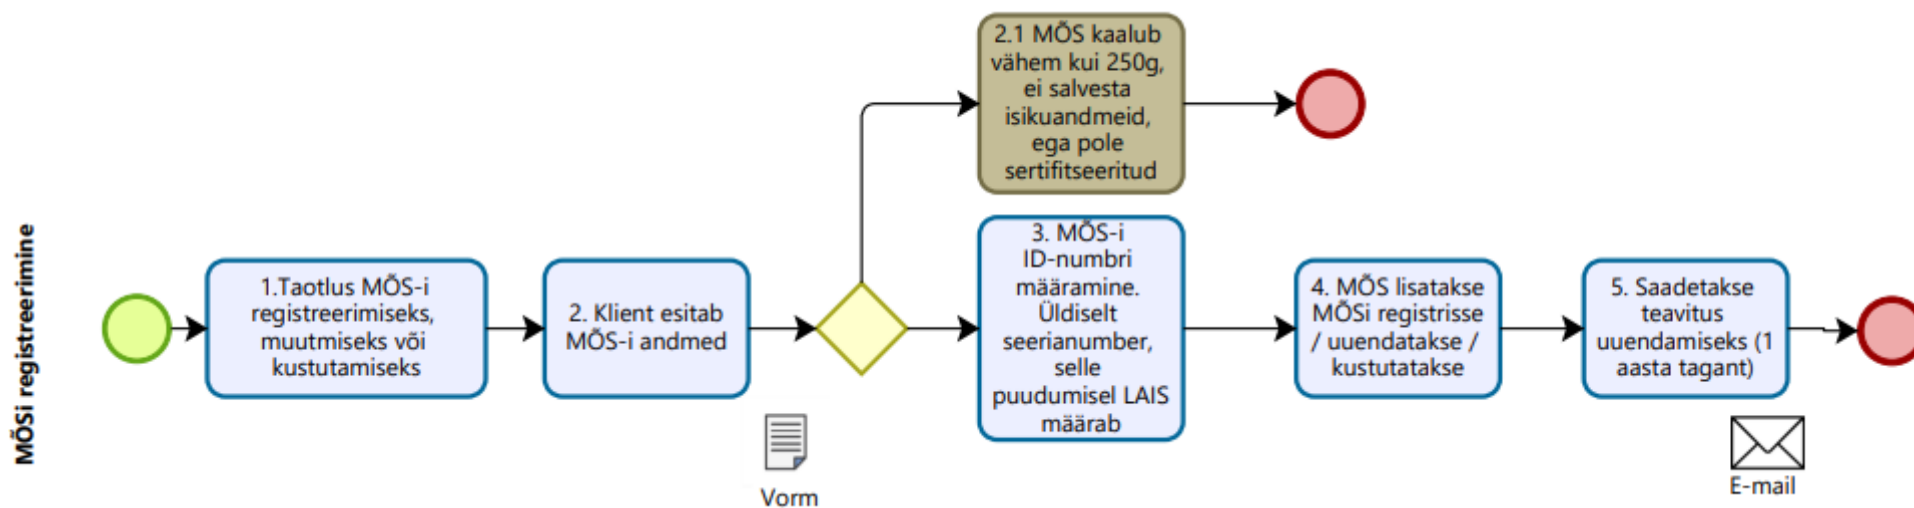 MÕSi registreerimine
1.Taotlus MÕS-i
registreerimiseks,
muutmiseks või
kustutamiseks
2. Klient esitab
MÕS-i andmed
Vorm
2.1 MÕS kaalub
vähem kui 250g,
ei salvesta
isikuandmeid,
ega pole
sertifitseeritud
3. MÕS-i
ID-numbri
määramine.
Üldiselt
seerianumber,
selle
puudumisel LAIS
määrab
4. MÕS lisatakse
MÕSi registrisse
/ uuendatakse /
kustutatakse
5. Saadetakse
teavitus
uuendamiseks (1
aasta tagant)
E-mail